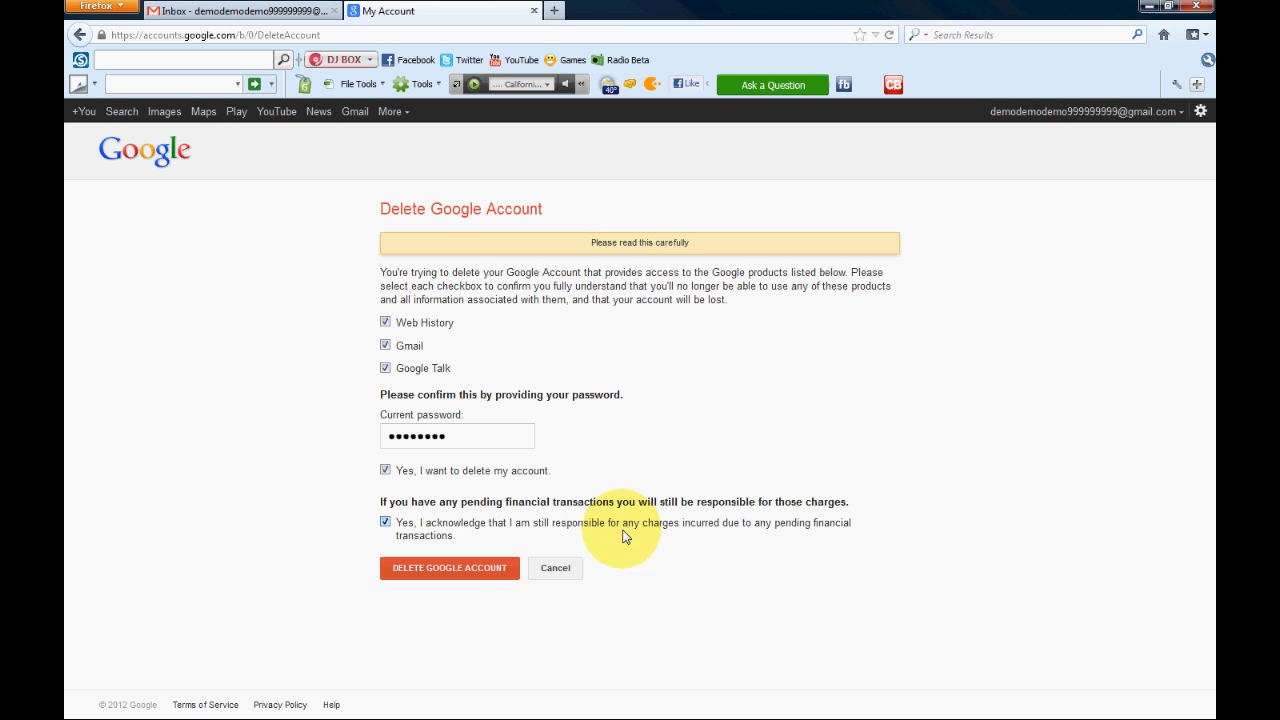 Firefox
Inbox - demodemodemo999999999@...
My Account
https://accounts.google.com/b/0/DeleteAccount
Search Results
DJ BOX
Facebook
Twitter
YouTube
Games
Radio Beta
File Tools
Tools
.... Californi...
40°
Like
Ask a Question
fb
CB
+You Search Images Maps Play YouTube News Gmail More
demodemodemo999999999@gmail.com
Google
Delete Google Account
Please read this carefully
You're trying to delete your Google Account that provides access to the Google products listed below. Please
select each checkbox to confirm you fully understand that you'll no longer be able to use any of these products
and all information associated with them, and that your account will be lost.
Web History
Gmail
Google Talk
Please confirm this by providing your password.
Current password:
Yes, I want to delete my account.
If you have any pending financial transactions you will still be responsible for those charges.
Yes, I acknowledge that I am still responsible for any charges incurred due to any pending financial
transactions.
DELETE GOOGLE ACCOUNT
Cancel
© 2012 Google Terms of Service Privacy Policy Help